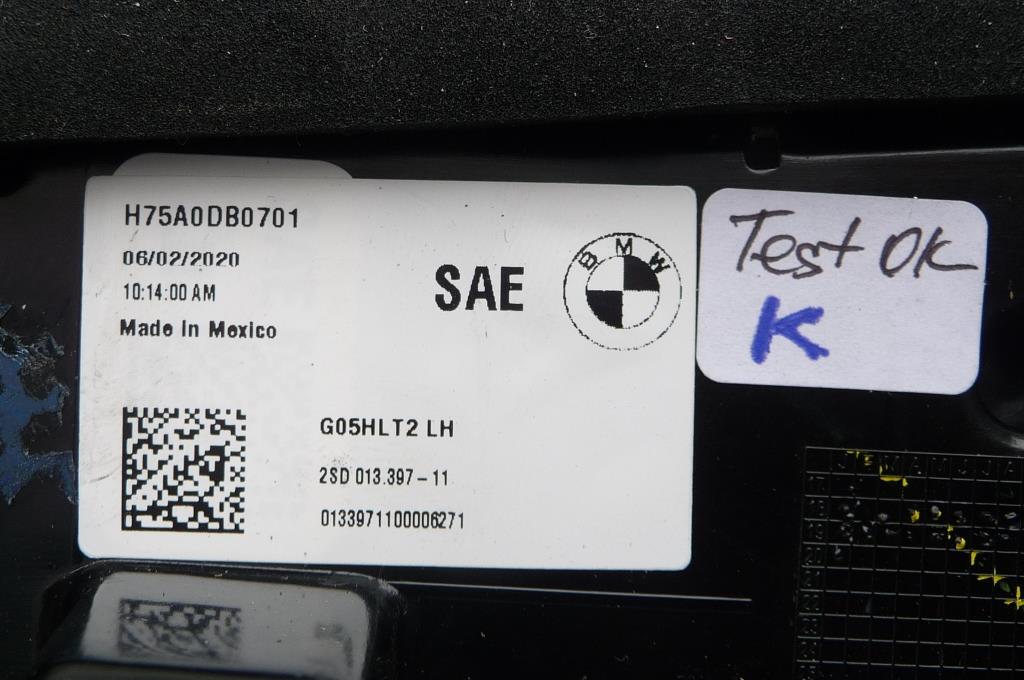 H75A0DB0701
06/02/2020
10:14:00 AM
Made in Mexico
SAE
BMW
G05HLT2 LH
2SD 013.397-11
0133971100006271
Test OK
K